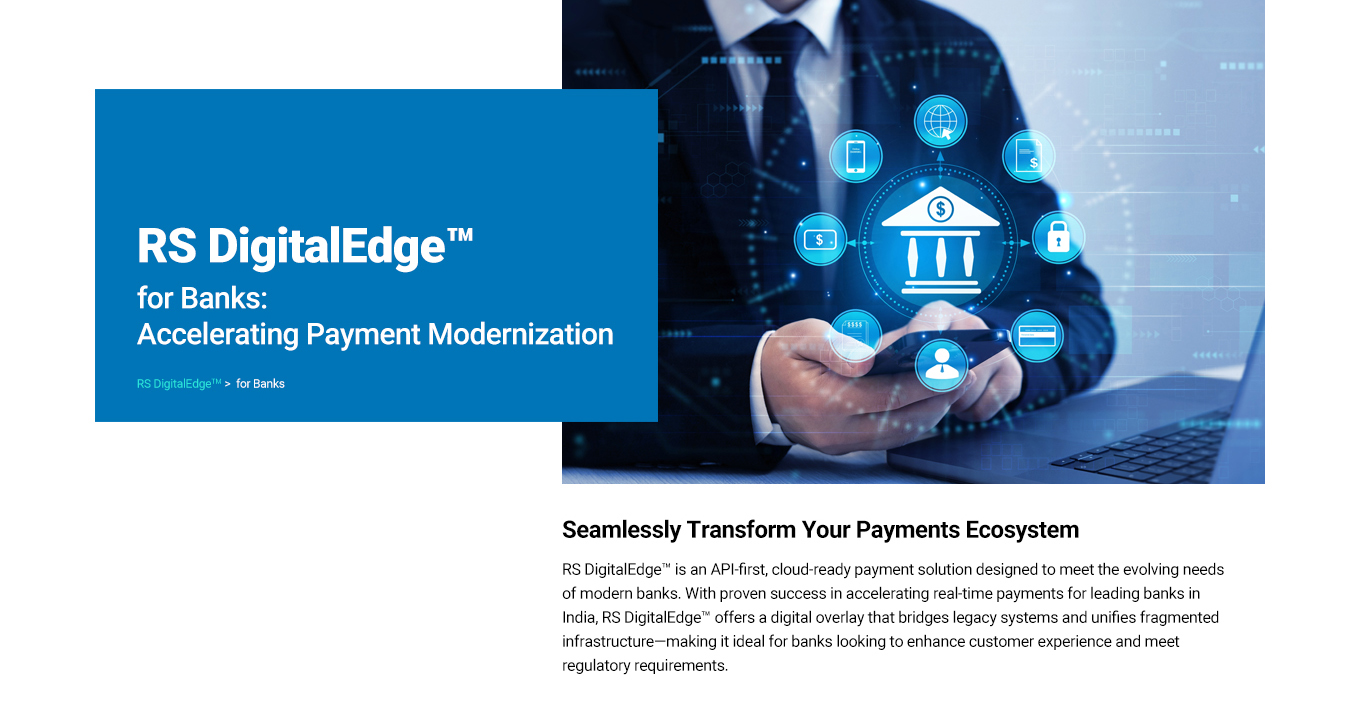 RS DigitalEdge™
for Banks:
Accelerating Payment Modernization
RS DigitalEdge™ > for Banks
Seamlessly Transform Your Payments Ecosystem
RS DigitalEdge™ is an API-first, cloud-ready payment solution designed to meet the evolving needs
of modern banks. With proven success in accelerating real-time payments for leading banks in
India, RS DigitalEdge™ offers a digital overlay that bridges legacy systems and unifies fragmented
infrastructure—making it ideal for banks looking to enhance customer experience and meet
regulatory requirements.